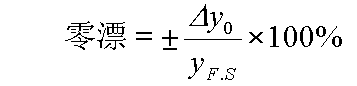 零漂 = ± Δy₀ / y_F.S × 100%